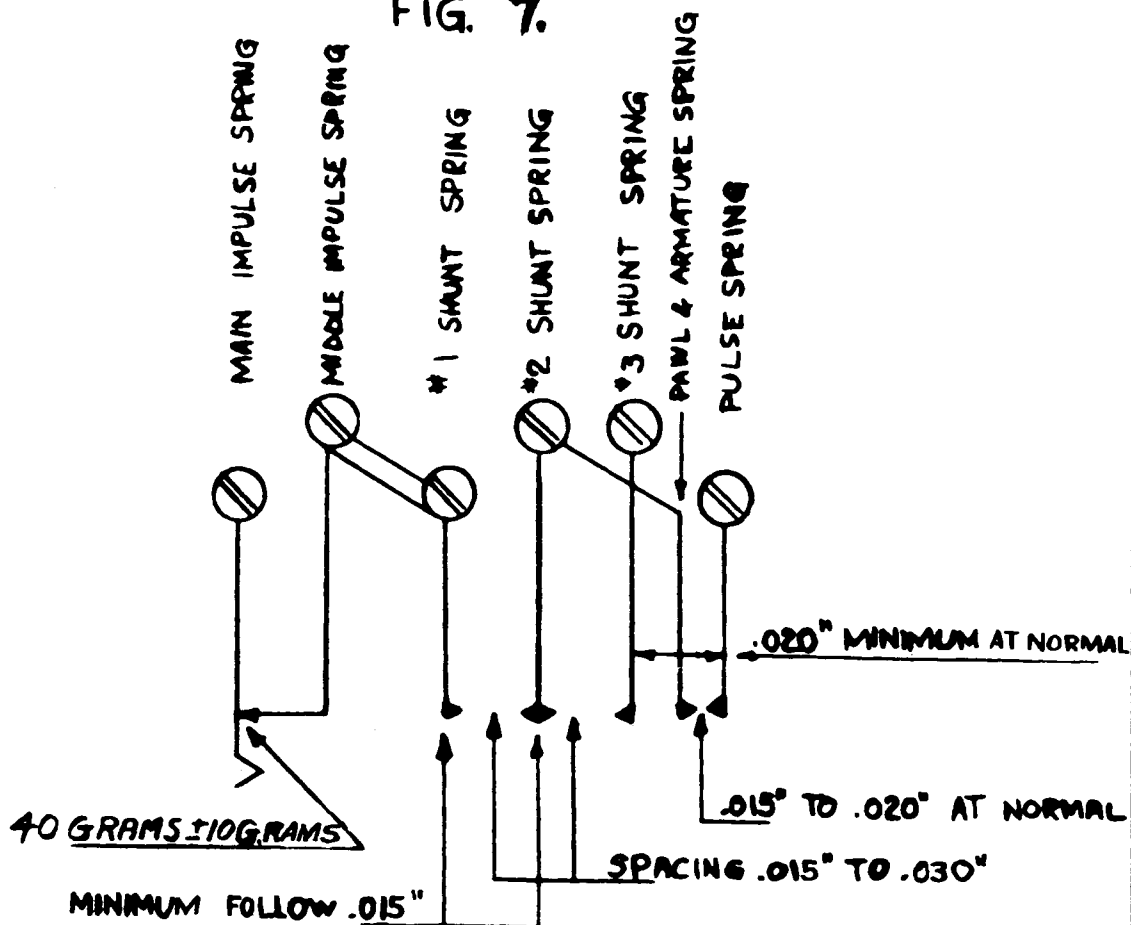 FIG. 7.
MAIN IMPULSE SPRING
MIDDLE IMPULSE SPRING
#1 SHUNT SPRING
#2 SHUNT SPRING
#3 SHUNT SPRING
PAWL & ARMATURE SPRING
PULSE SPRING
.020" MINIMUM AT NORMAL
.015" TO .020" AT NORMAL
40 GRAMS ±10 GRAMS
SPACING .015" TO .030"
MINIMUM FOLLOW .015"